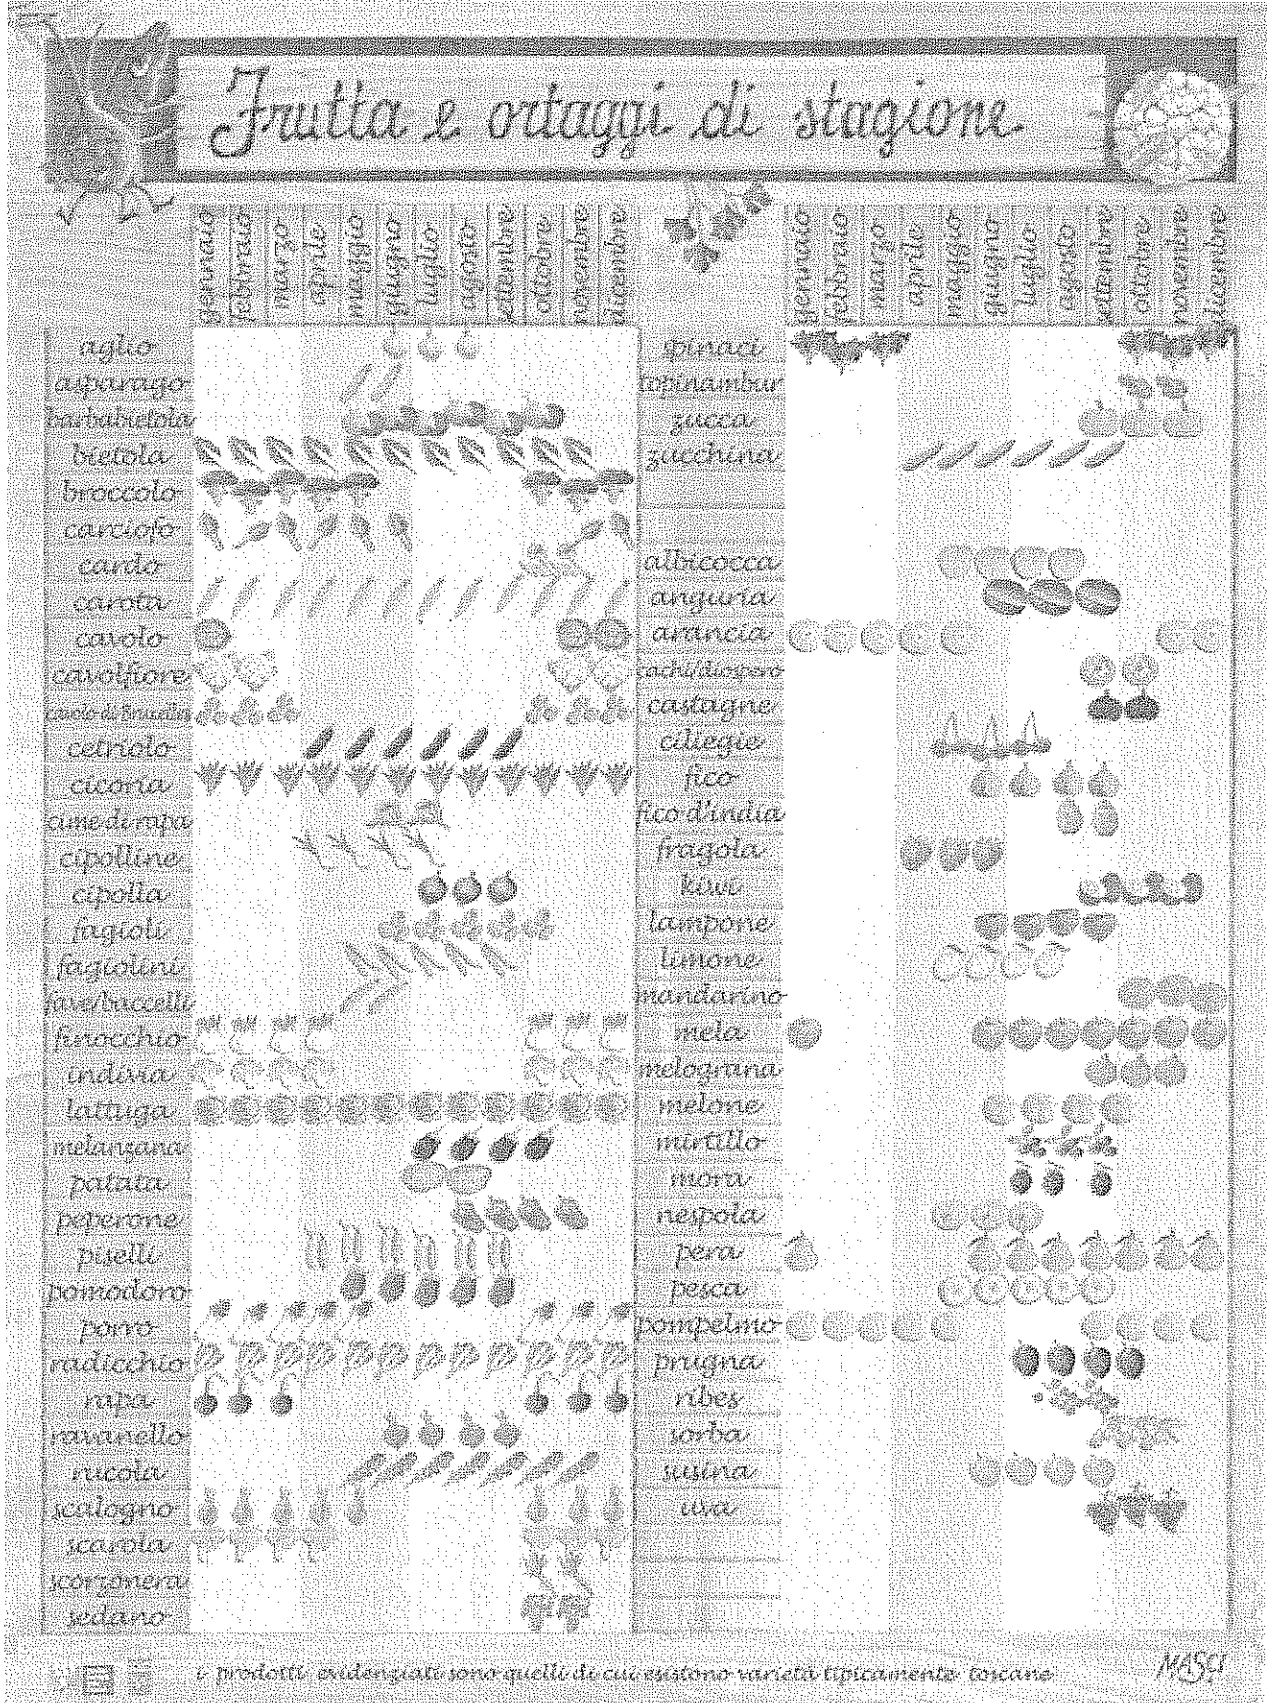 Frutta e ortaggi di stagione
gennaio febbraio marzo aprile maggio giugno luglio agosto settembre ottobre novembre dicembre
gennaio febbraio marzo aprile maggio giugno luglio agosto settembre ottobre novembre dicembre
aglio
asparago
barbabietola
bietola
broccolo
carciofo
cardo
carota
cavolo
cavolfiore
cavolo di Bruxelles
cetriolo
cicoria
cime di rapa
cipolline
cipolla
fagioli
fagiolini
fave/baccelli
finocchio
indivia
lattuga
melanzana
patata
peperone
piselli
pomodoro
porro
radicchio
rapa
ravanello
rucola
scalogno
scarola
scorzonera
sedano
spinaci
topinambur
zucca
zucchina
albicocca
anguria
arancia
cachi/diospero
castagne
ciliegie
fico
fico d'india
fragola
kiwi
lampone
limone
mandarino
mela
melograna
melone
mirtillo
mora
nespola
pera
pesca
pompelmo
prugna
ribes
sorba
susina
uva
i prodotti evidenziati sono quelli di cui esistono varietà tipicamente toscane
MASCI